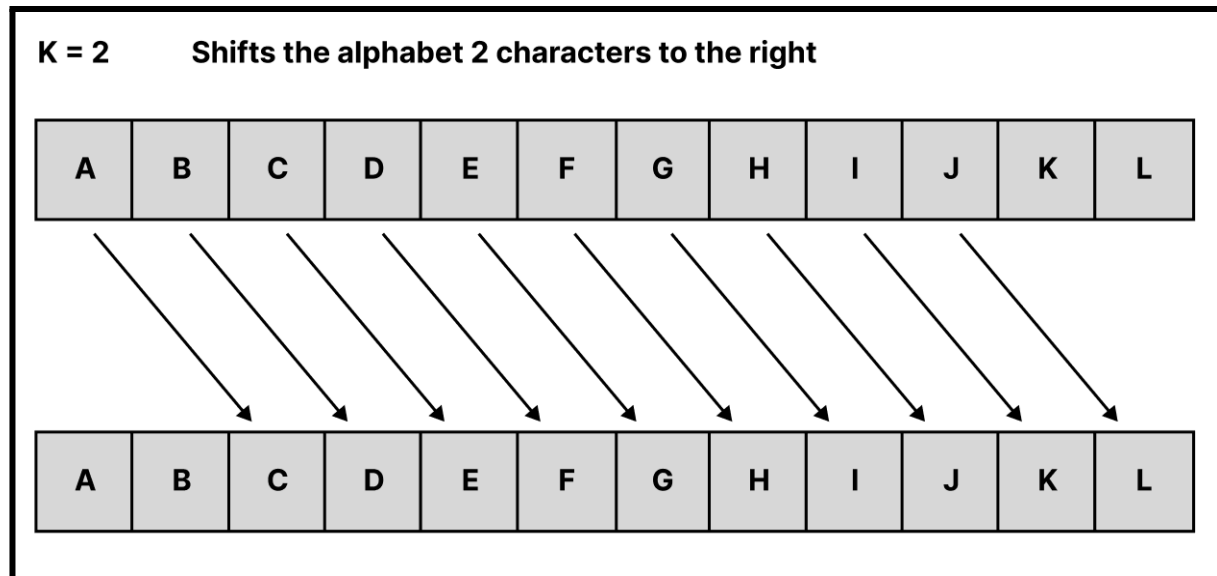 K = 2 Shifts the alphabet 2 characters to the right
A B C D E F G H I J K L
A B C D E F G H I J K L